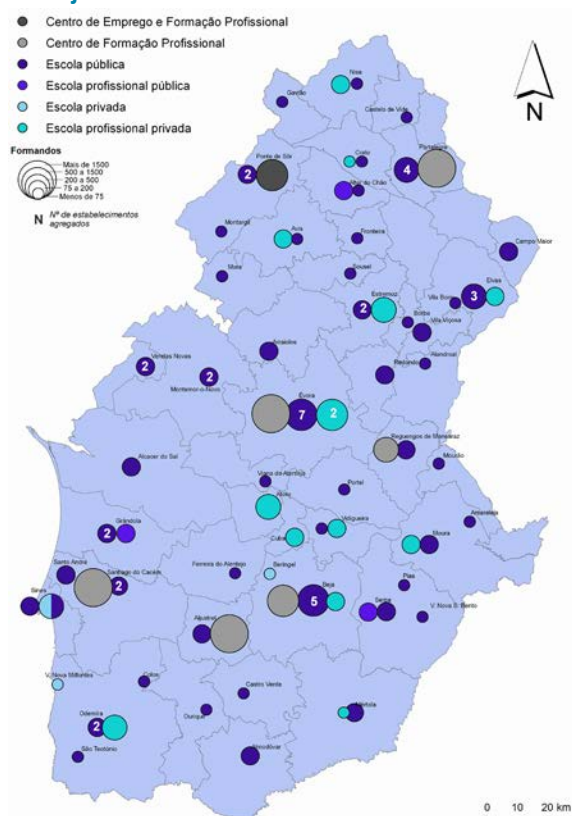 Centro de Emprego e Formação Profissional
Centro de Formação Profissional
Escola pública
Escola profissional pública
Escola privada
Escola profissional privada
Formandos
Mais de 1500
500 a 1500
200 a 500
75 a 200
Menos de 75
N Nº de estabelecimentos
agregados
N
Nisa
Gavião
Castelo de Vide
Portalegre
Ponte de Sôr
Crato
2
4
Alter do Chão
Montargil
Avis
Fronteira
Campo Maior
Mora
Sousel
Elvas
Vila Boim
3
Estremoz
2
Borba
Vila Viçosa
Vendas Novas
2
Arraiolos
Alandroal
Redondo
Montemor-o-Novo
2
Évora
7
2
Reguengos de Monsaraz
Mourão
Alcácer do Sal
Viana do Alentejo
Portel
Alvito
Amareleja
Grândola
2
Vidigueira
Cuba
Moura
Santo André
Santiago do Cacém
2
Ferreira do Alentejo
Beringel
Pias
Sines
Beja
5
Serpa
V. Nova S. Bento
Aljustrel
V. Nova Milfontes
Colos
Castro Verde
Ourique
Mértola
Odemira
2
São Teotónio
Almodôvar
0 10 20 km